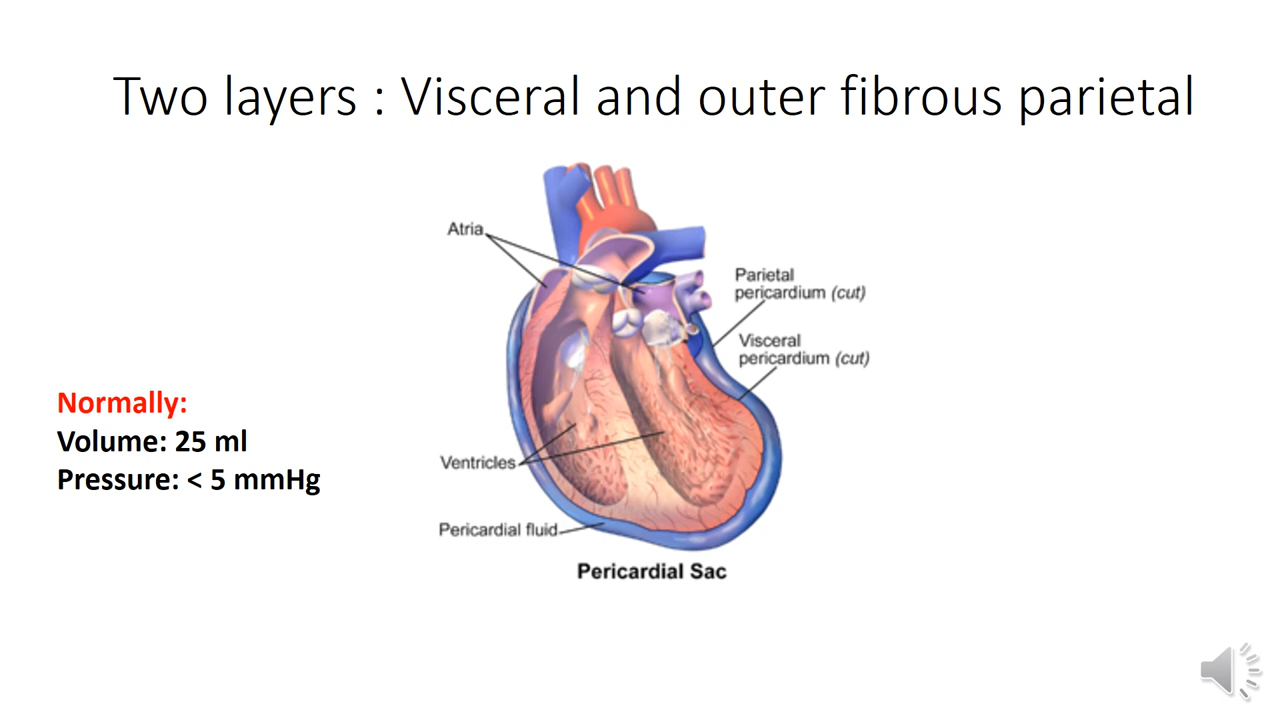 Two layers : Visceral and outer fibrous parietal
Atria
Parietal
pericardium (cut)
Visceral
pericardium (cut)
Normally:
Volume: 25 ml
Pressure: < 5 mmHg
Ventricles
Pericardial fluid
Pericardial Sac